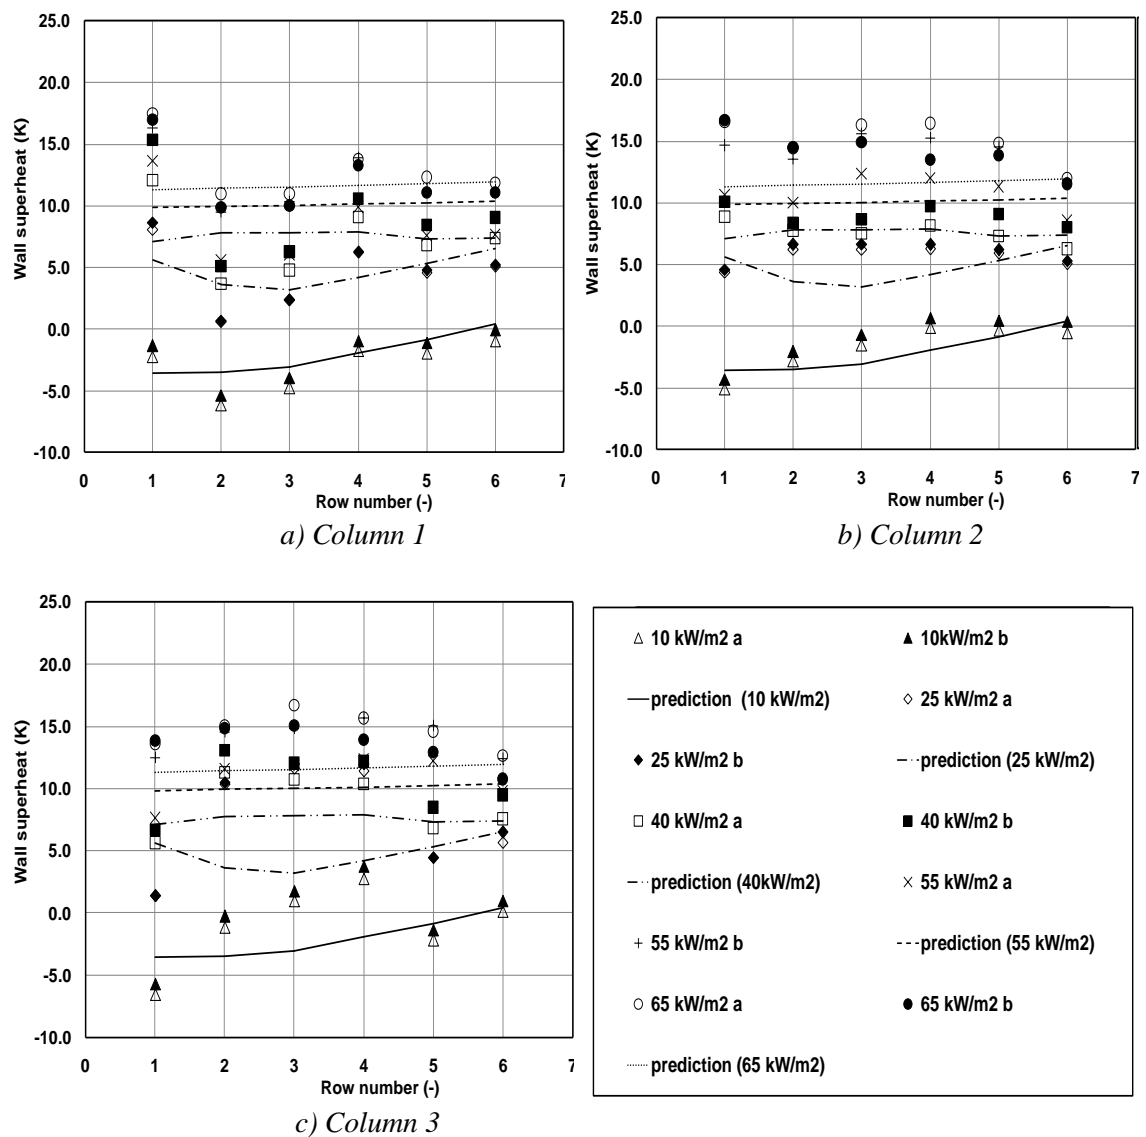 25.0
20.0
15.0
10.0
5.0
0.0
-5.0
-10.0
Wall superheat (K)
0 1 2 3 4 5 6 7
Row number (-)
a) Column 1
25.0
20.0
15.0
10.0
5.0
0.0
-5.0
-10.0
Wall superheat (K)
0 1 2 3 4 5 6 7
Row number (-)
b) Column 2
25.0
20.0
15.0
10.0
5.0
0.0
-5.0
-10.0
Wall superheat (K)
0 1 2 3 4 5 6 7
Row number (-)
c) Column 3
10 kW/m2 a 10kW/m2 b
prediction (10 kW/m2) 25 kW/m2 a
25 kW/m2 b prediction (25 kW/m2)
40 kW/m2 a 40 kW/m2 b
prediction (40kW/m2) 55 kW/m2 a
55 kW/m2 b prediction (55 kW/m2)
65 kW/m2 a 65 kW/m2 b
prediction (65 kW/m2)